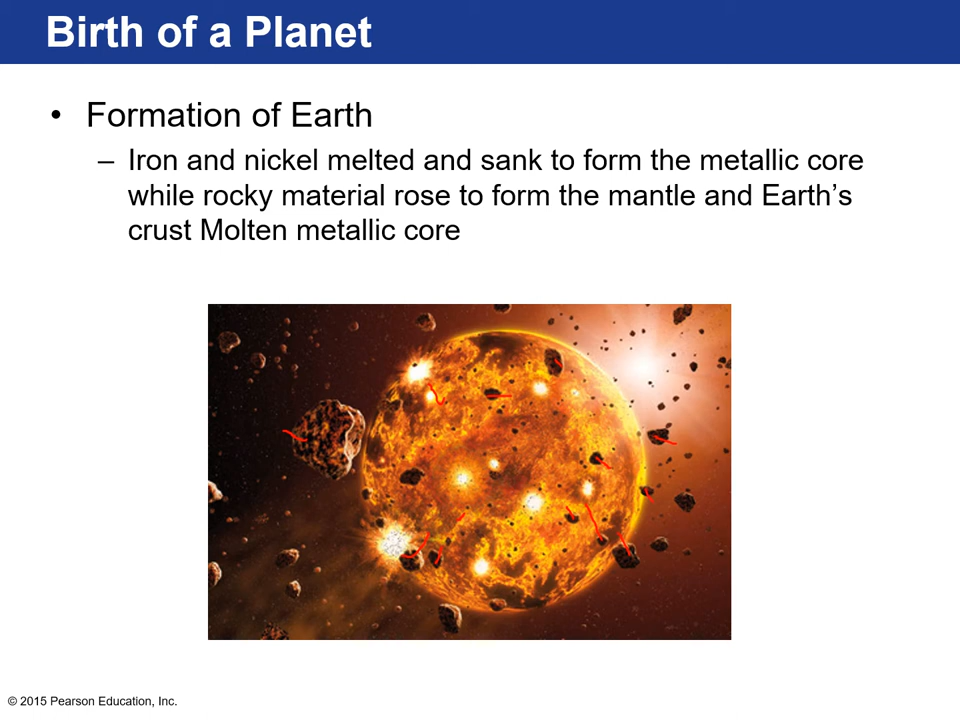 Birth of a Planet
• Formation of Earth
– Iron and nickel melted and sank to form the metallic core
while rocky material rose to form the mantle and Earth’s
crust Molten metallic core
© 2015 Pearson Education, Inc.